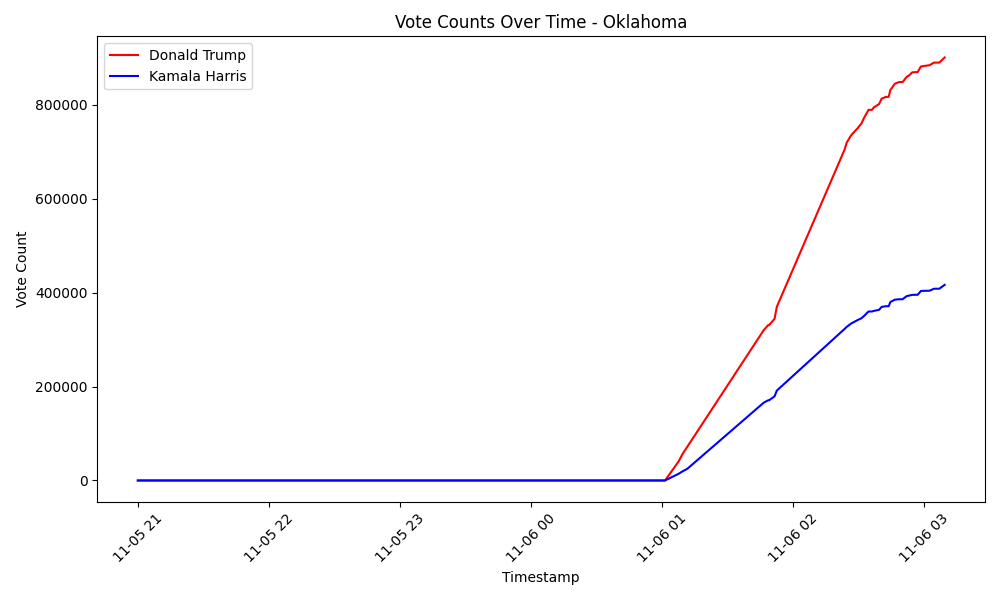 Vote Counts Over Time - Oklahoma
Donald Trump
Kamala Harris
Vote Count
800000
600000
400000
200000
0
11-05 21
11-05 22
11-05 23
11-06 00
11-06 01
11-06 02
11-06 03
Timestamp